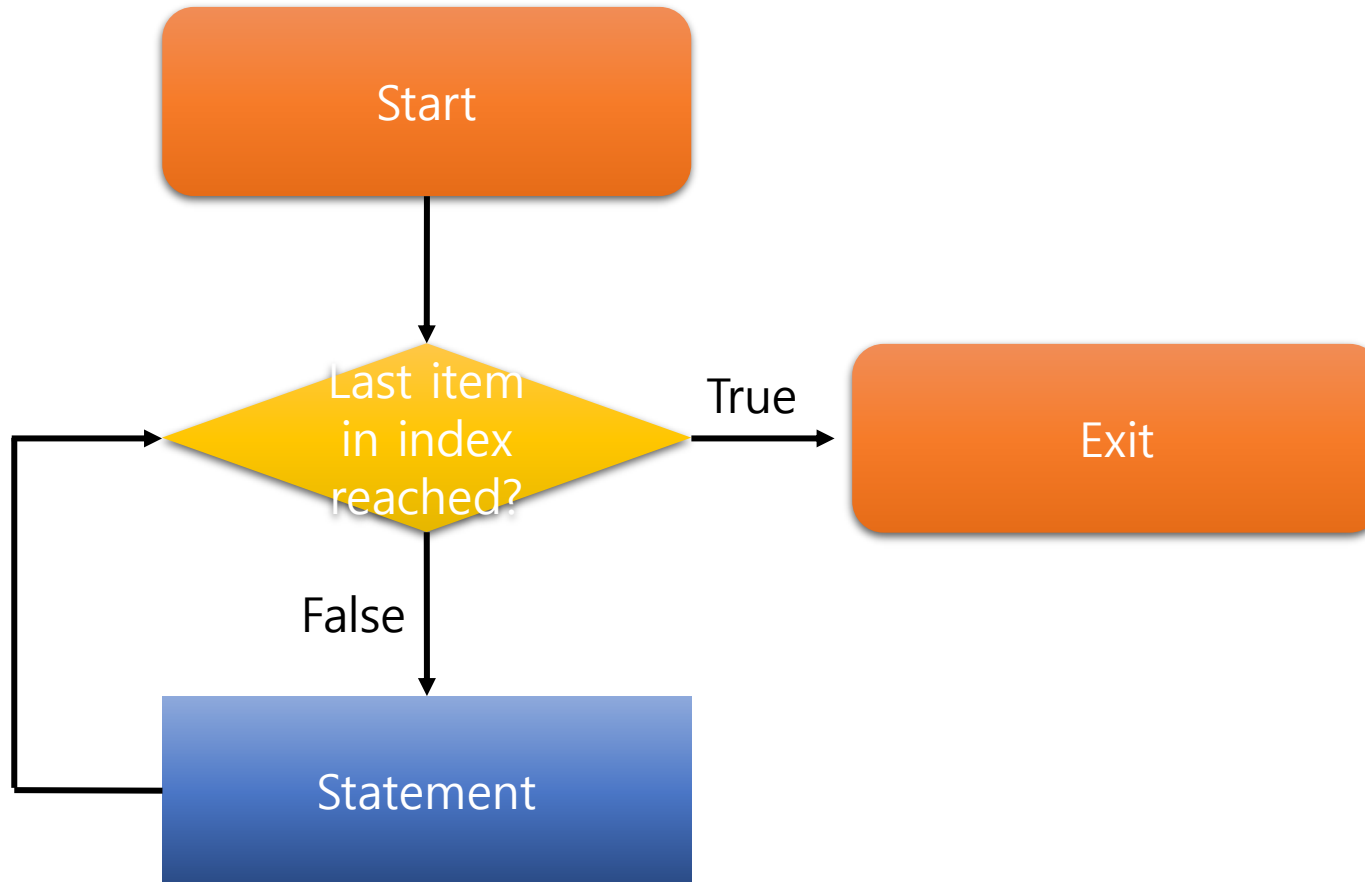 Start
Last item
in index
reached?
True
Exit
False
Statement